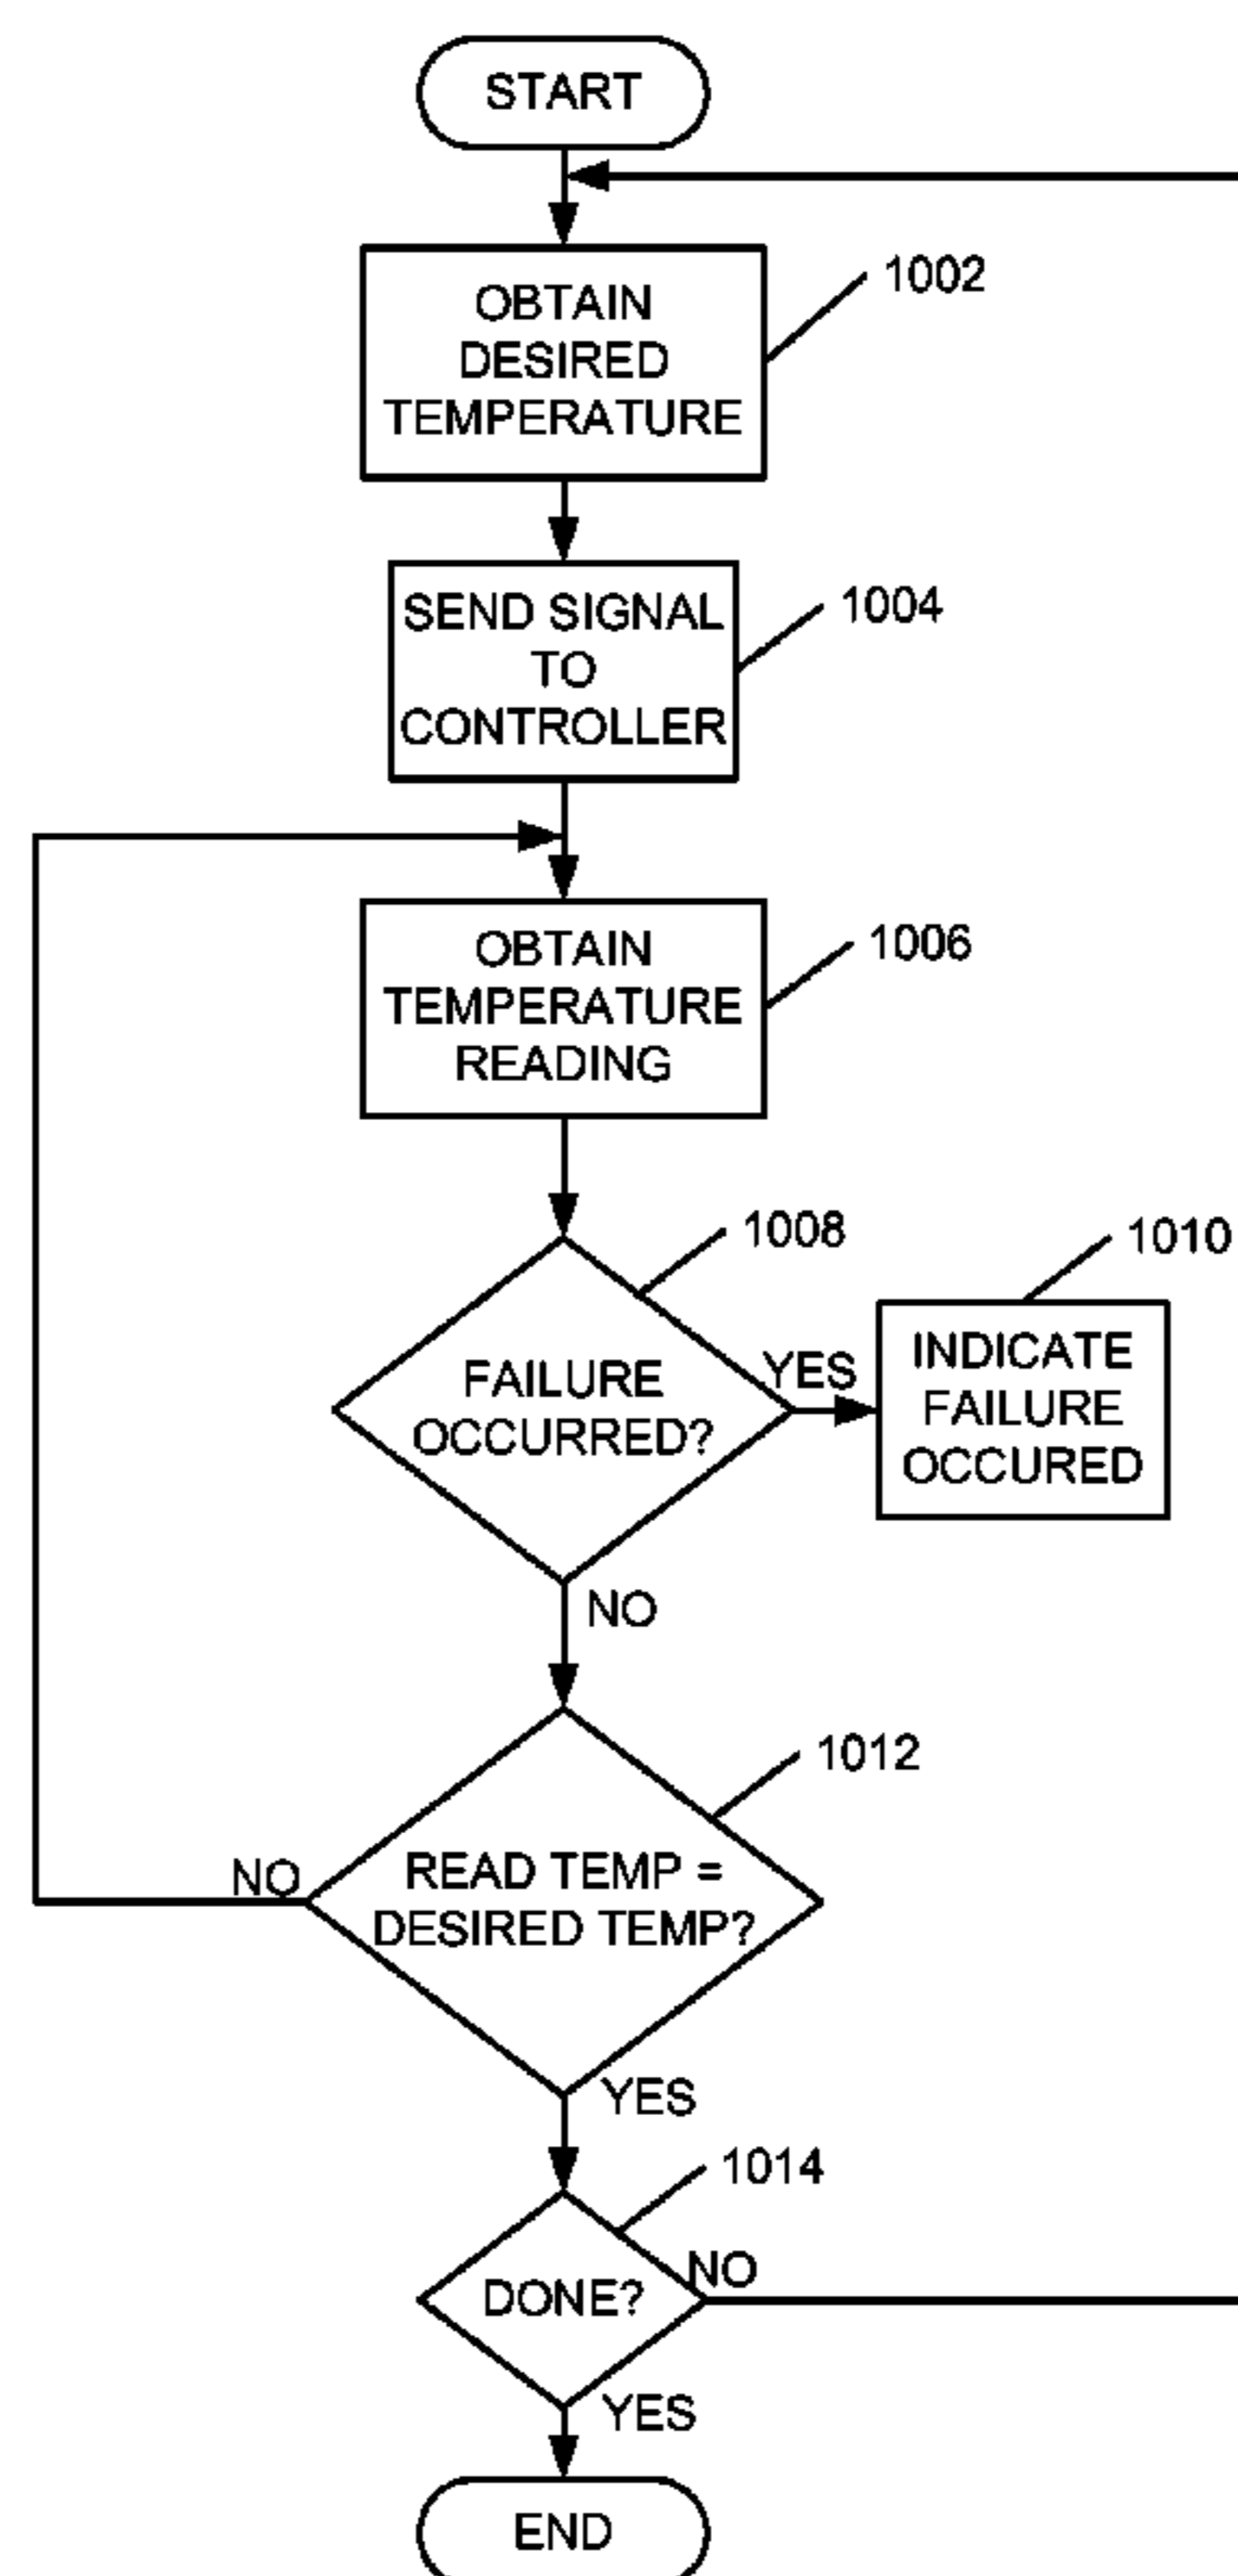 START
OBTAIN
DESIRED
TEMPERATURE
1002
SEND SIGNAL
TO
CONTROLLER
1004
OBTAIN
TEMPERATURE
READING
1006
FAILURE
OCCURRED?
1008
YES
INDICATE
FAILURE
OCCURED
1010
NO
READ TEMP =
DESIRED TEMP?
1012
NO
YES
DONE?
1014
NO
YES
END